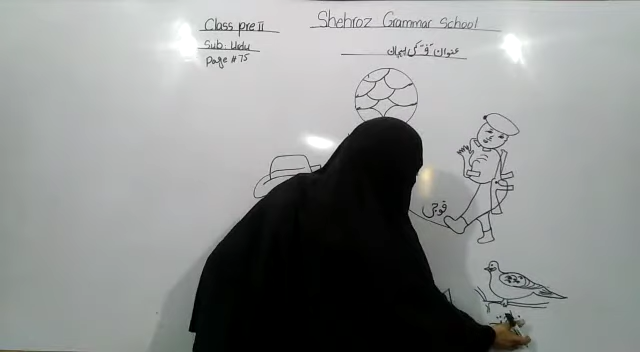 Class pre II
Shehroz Grammar School
Sub: Urdu
Page # 75
عنوان "ف" کی پہچان
فوجی